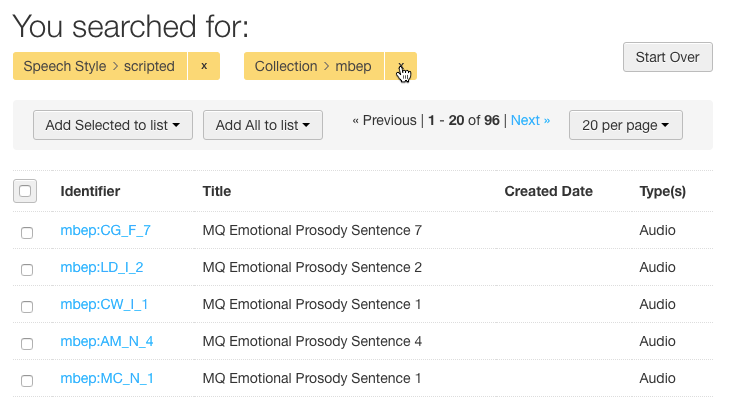 You searched for:
Speech Style > scripted x Collection > mbep x Start Over
Add Selected to list Add All to list « Previous | 1 - 20 of 96 | Next » 20 per page
Identifier Title Created Date Type(s)
mbep:CG_F_7 MQ Emotional Prosody Sentence 7 Audio
mbep:LD_I_2 MQ Emotional Prosody Sentence 2 Audio
mbep:CW_I_1 MQ Emotional Prosody Sentence 1 Audio
mbep:AM_N_4 MQ Emotional Prosody Sentence 4 Audio
mbep:MC_N_1 MQ Emotional Prosody Sentence 1 Audio